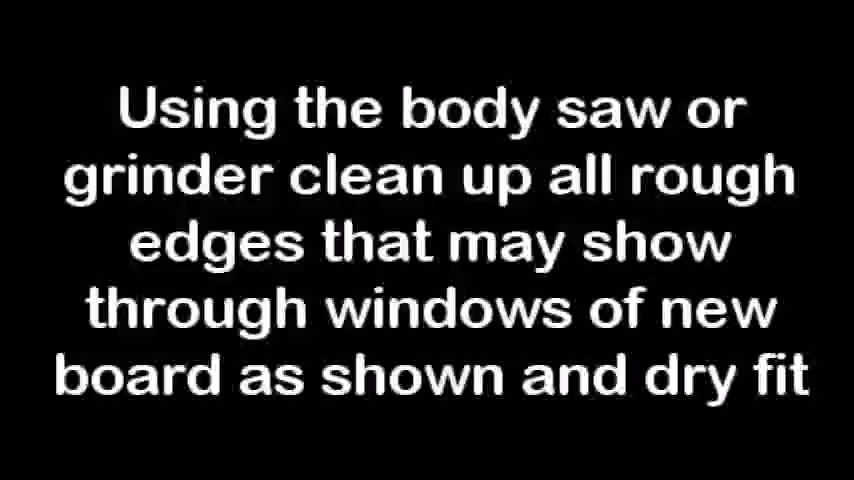 Using the body saw or
grinder clean up all rough
edges that may show
through windows of new
board as shown and dry fit